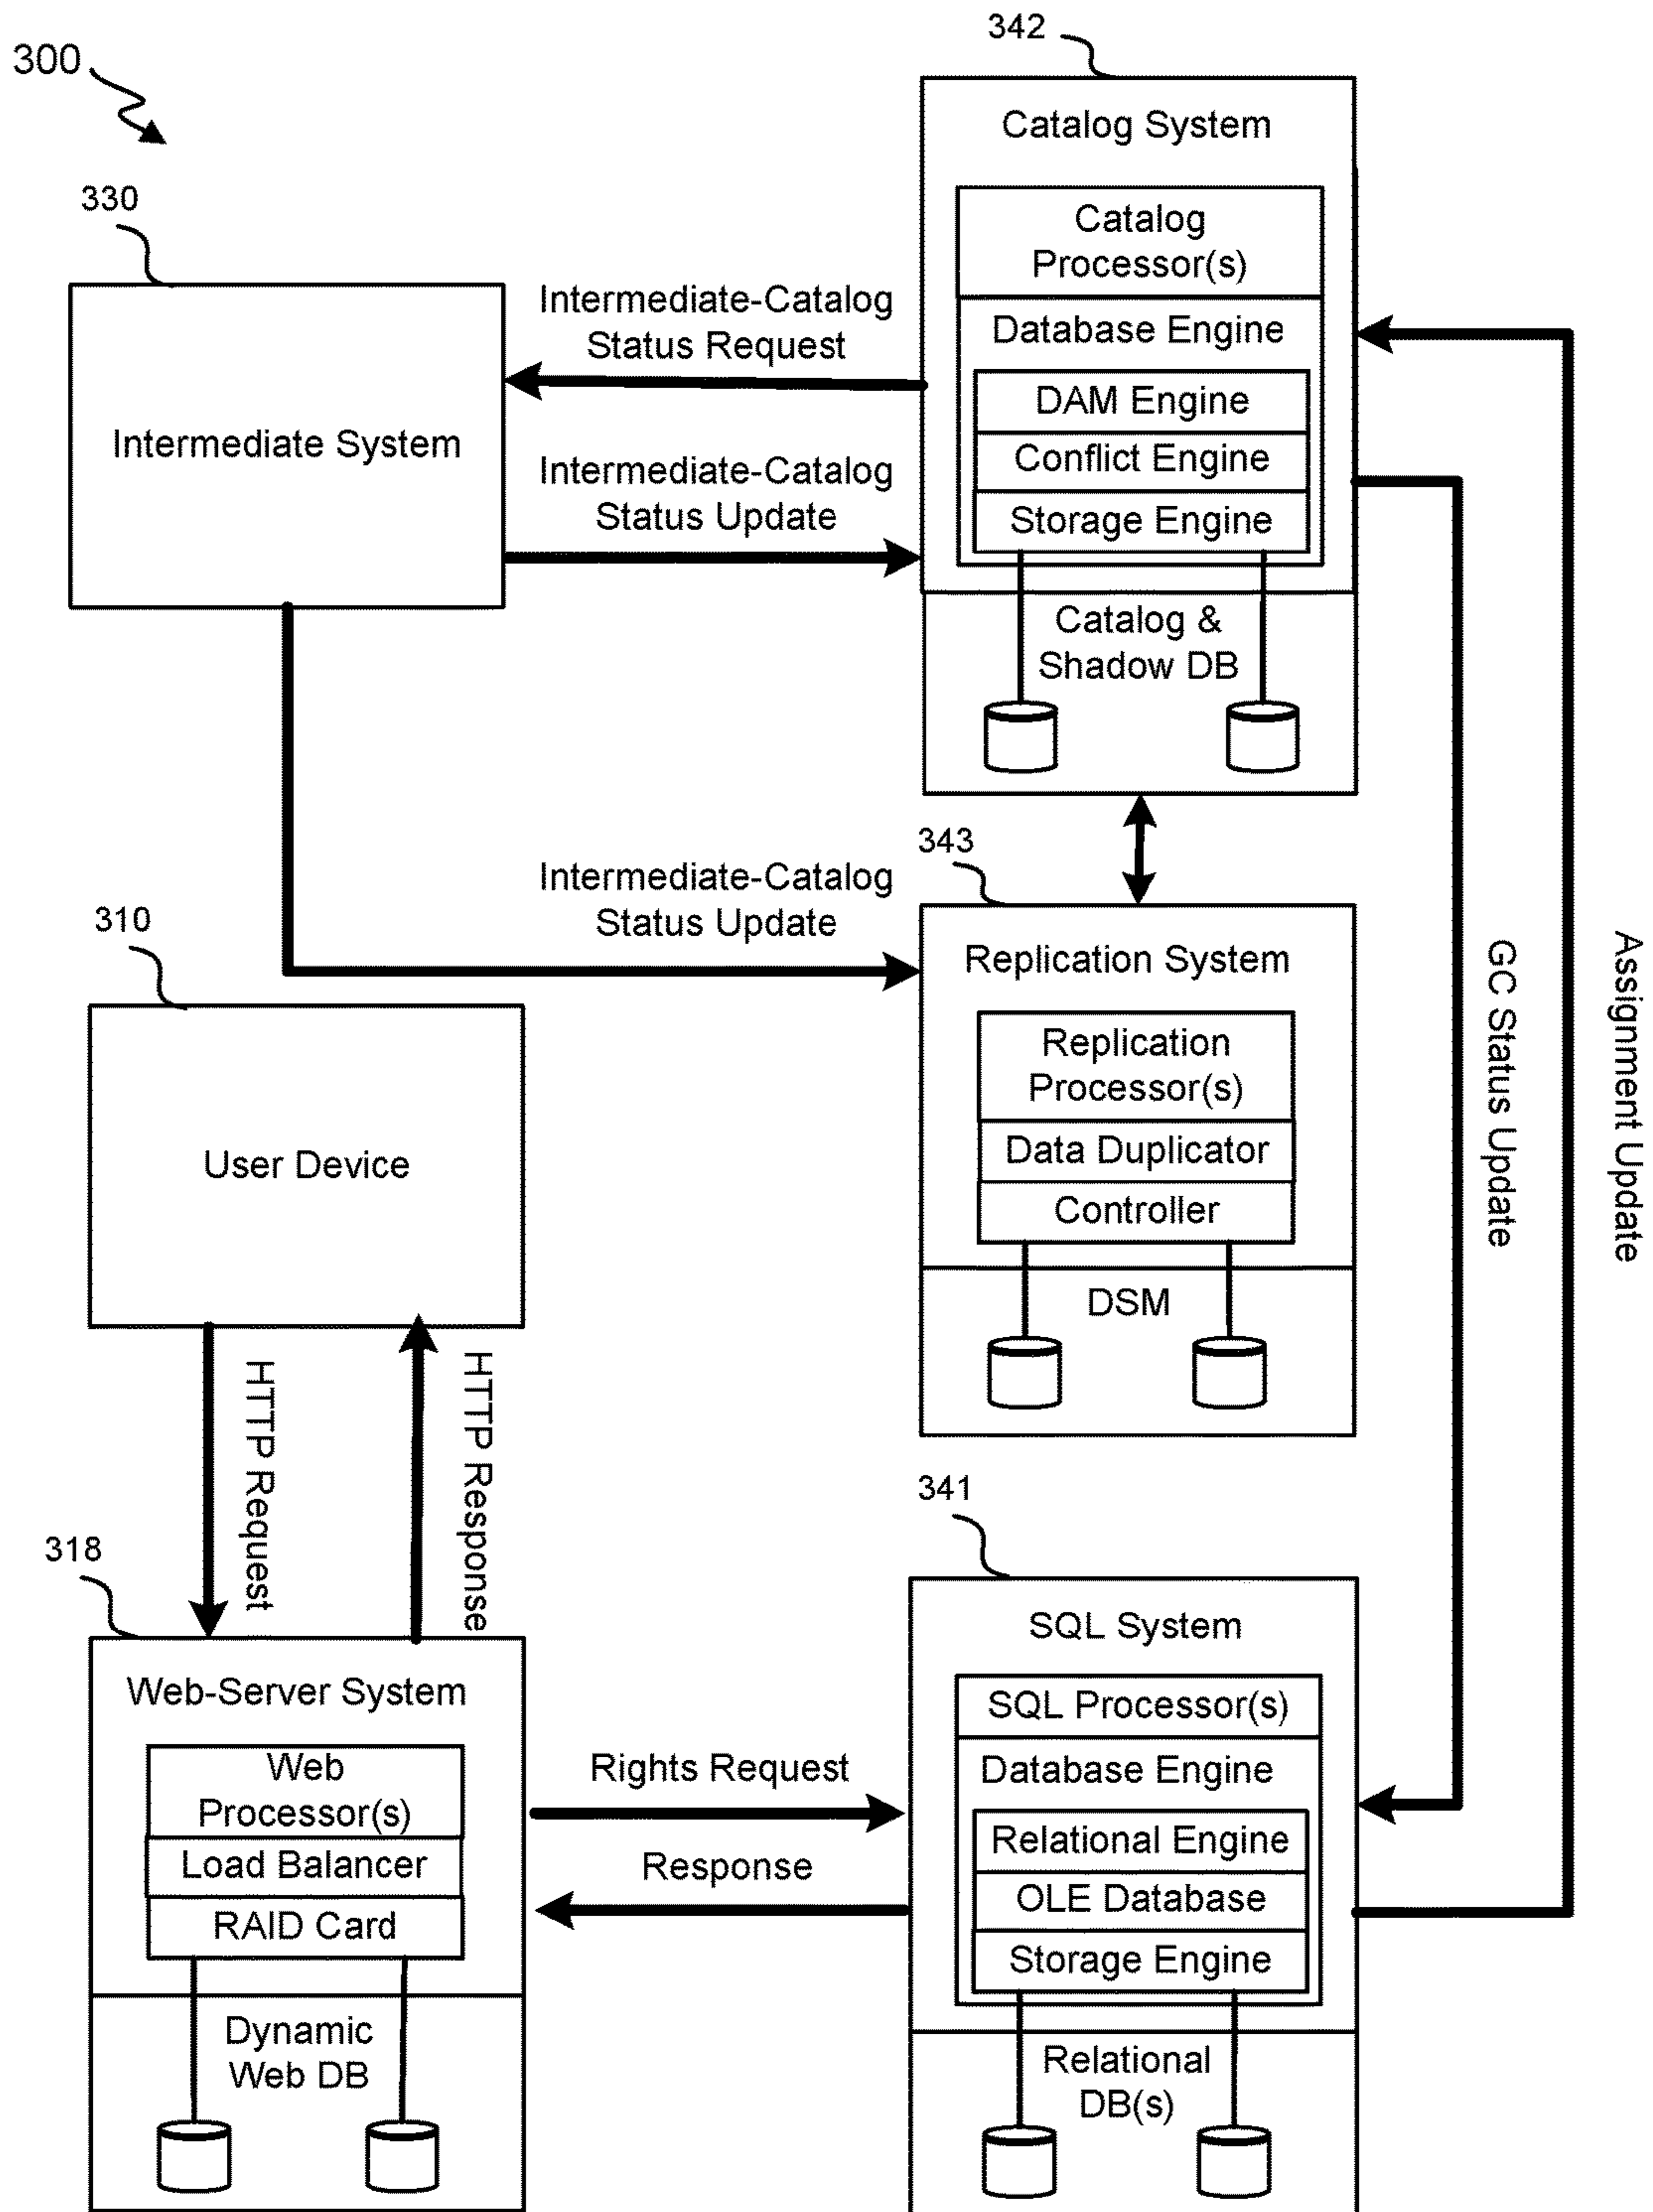 300
342
Catalog System
Catalog
Processor(s)
Database Engine
DAM Engine
Conflict Engine
Storage Engine
Catalog &
Shadow DB
330
Intermediate System
Intermediate-Catalog
Status Request
Intermediate-Catalog
Status Update
Intermediate-Catalog
Status Update
343
Replication System
Replication
Processor(s)
Data Duplicator
Controller
DSM
GC Status Update
Assignment Update
310
User Device
HTTP Request
HTTP Response
318
Web-Server System
Web
Processor(s)
Load Balancer
RAID Card
Dynamic
Web DB
Rights Request
Response
341
SQL System
SQL Processor(s)
Database Engine
Relational Engine
OLE Database
Storage Engine
Relational
DB(s)